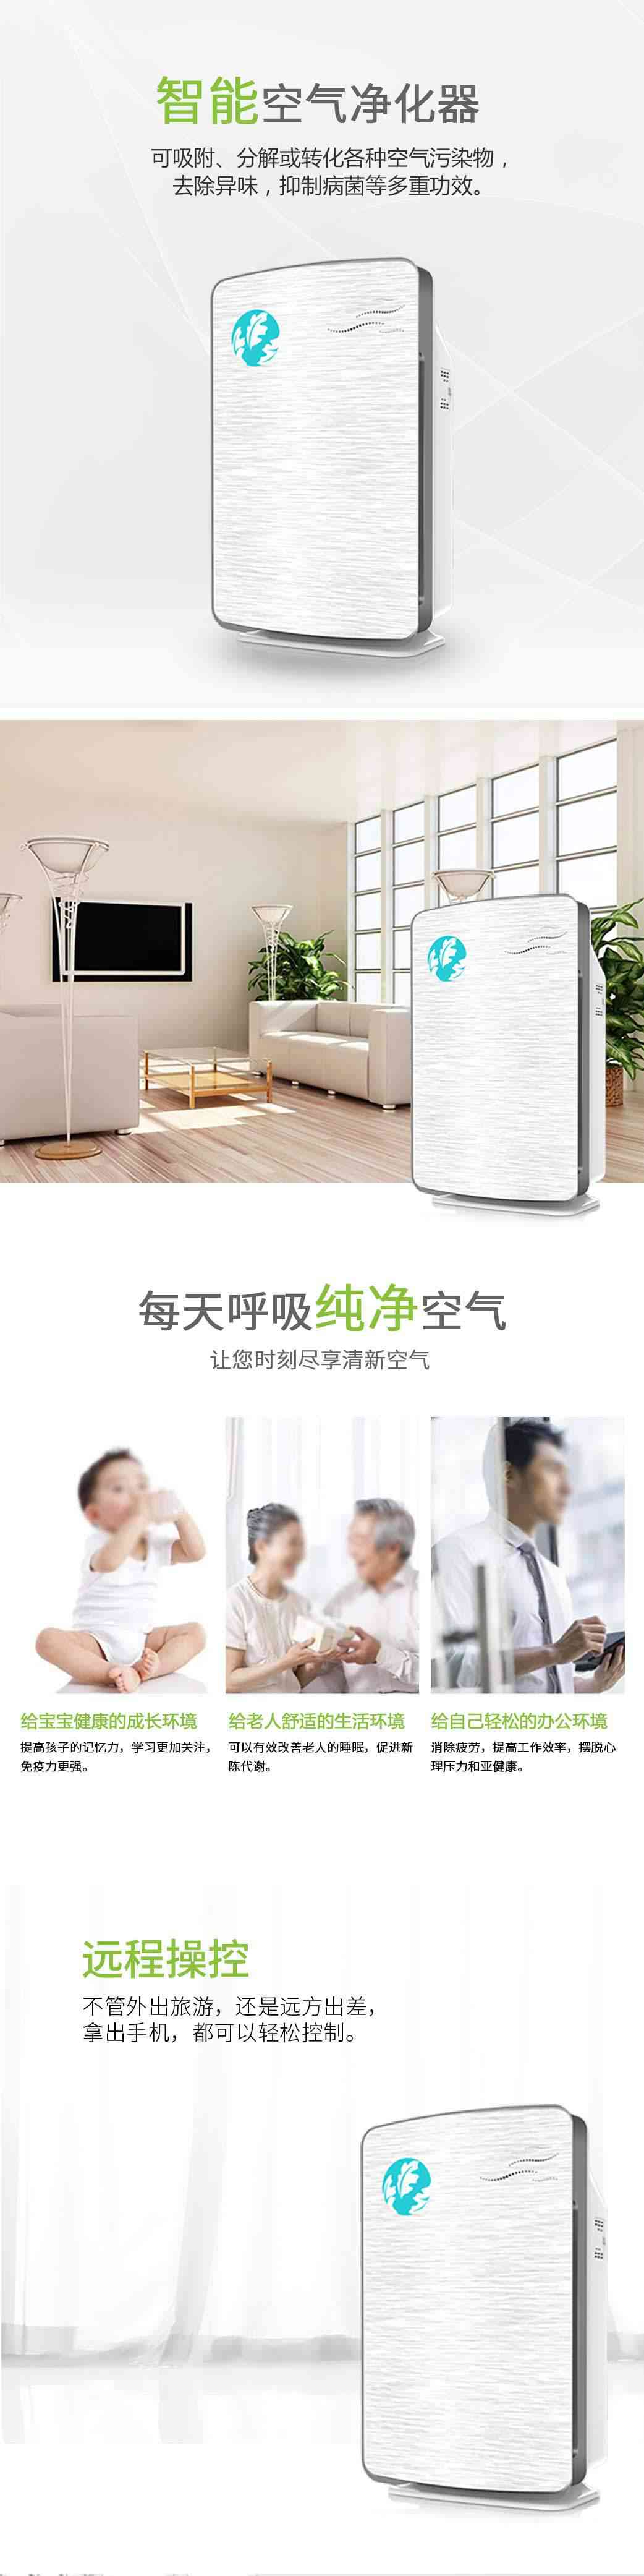 智能空气净化器
可吸附、分解或转化各种空气污染物，
去除异味，抑制病菌等多重功效。
每天呼吸纯净空气
让您时刻尽享清新空气
给宝宝健康的成长环境
提高孩子的记忆力，学习更加关注，
免疫力更强。
给老人舒适的生活环境
可以有效改善老人的睡眠，促进新
陈代谢。
给自己轻松的办公环境
消除疲劳，提高工作效率，摆脱心
理压力和亚健康。
远程操控
不管外出旅游，还是远方出差，
拿出手机，都可以轻松控制。